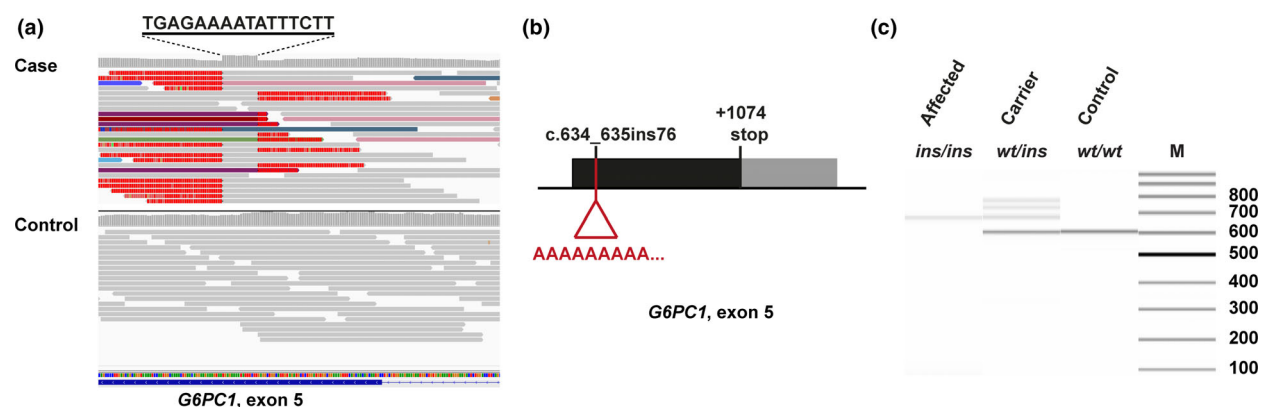 (a)
TGAGAAAATATTTCTT
Case
Control
G6PC1, exon 5
(b)
c.634_635ins76
+1074
stop
AAAAAAAAA...
G6PC1, exon 5
(c)
Affected
Carrier
Control
ins/ins
wt/ins
wt/wt
M
800
700
600
500
400
300
200
100